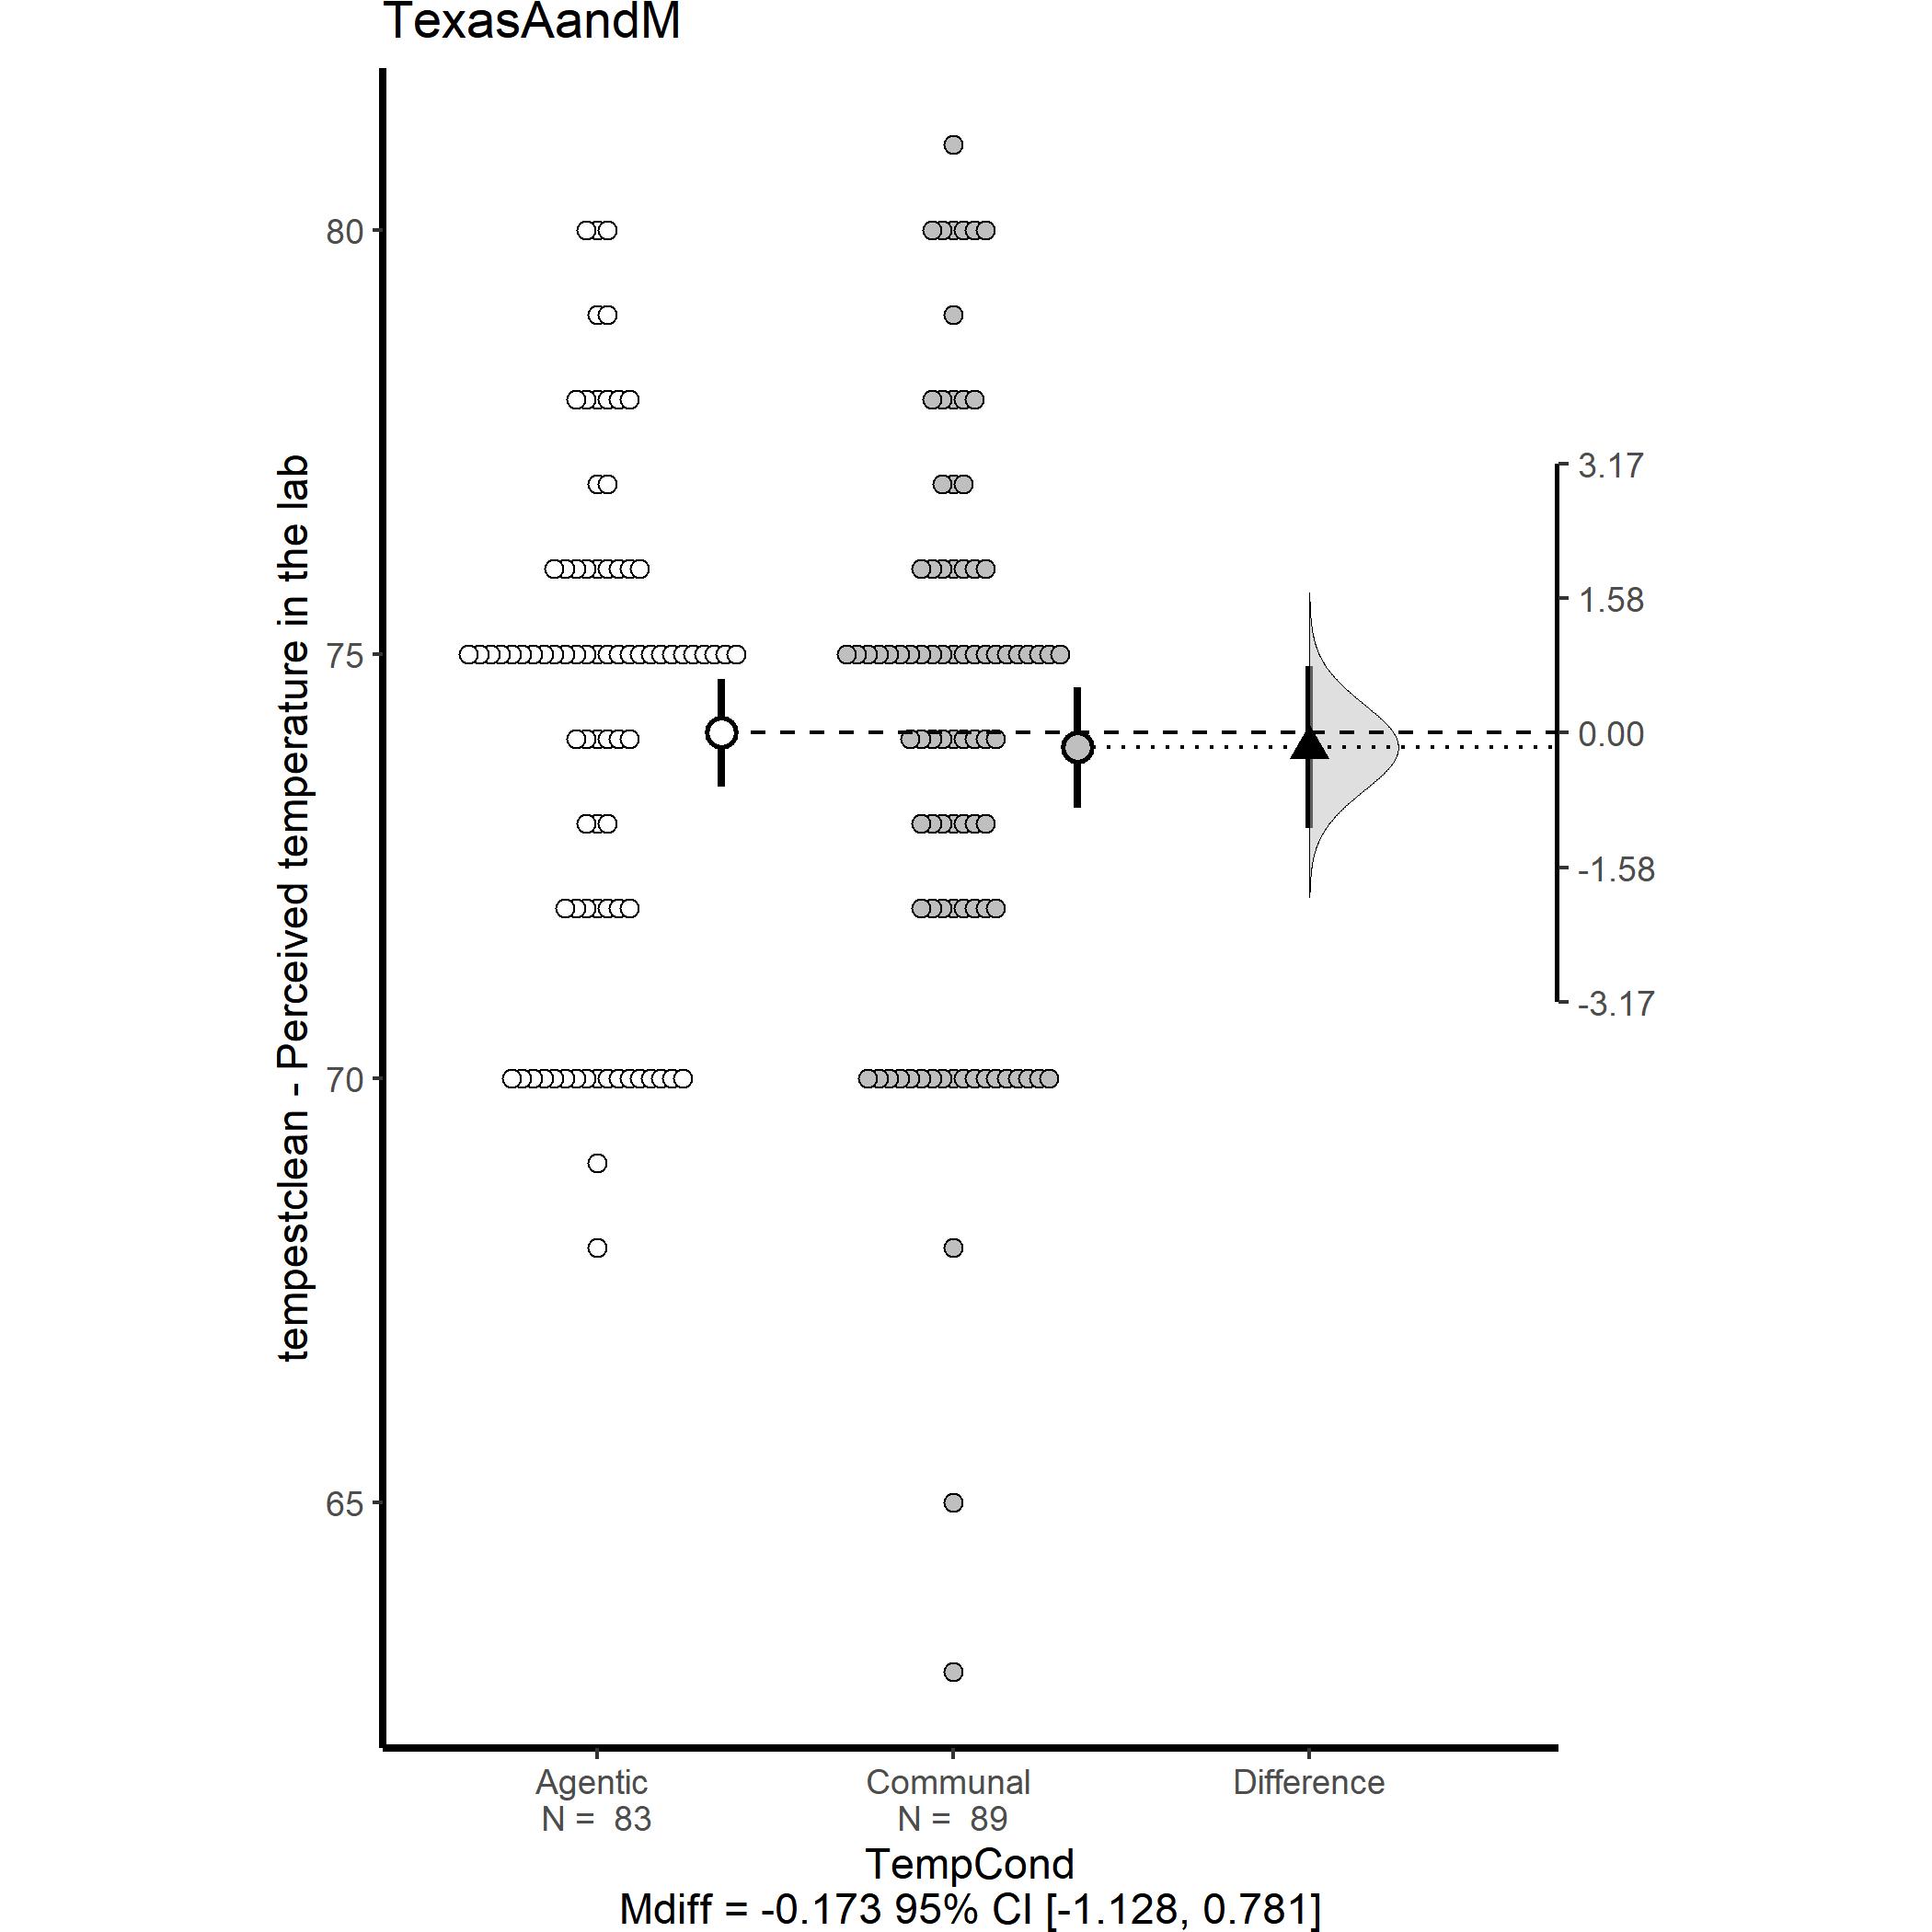 TexasAandM
tempestclean - Perceived temperature in the lab
80
75
70
65
3.17
1.58
0.00
-1.58
-3.17
Agentic
N =  83
Communal
N =  89
Difference
TempCond
Mdiff = -0.173 95% CI [-1.128, 0.781]